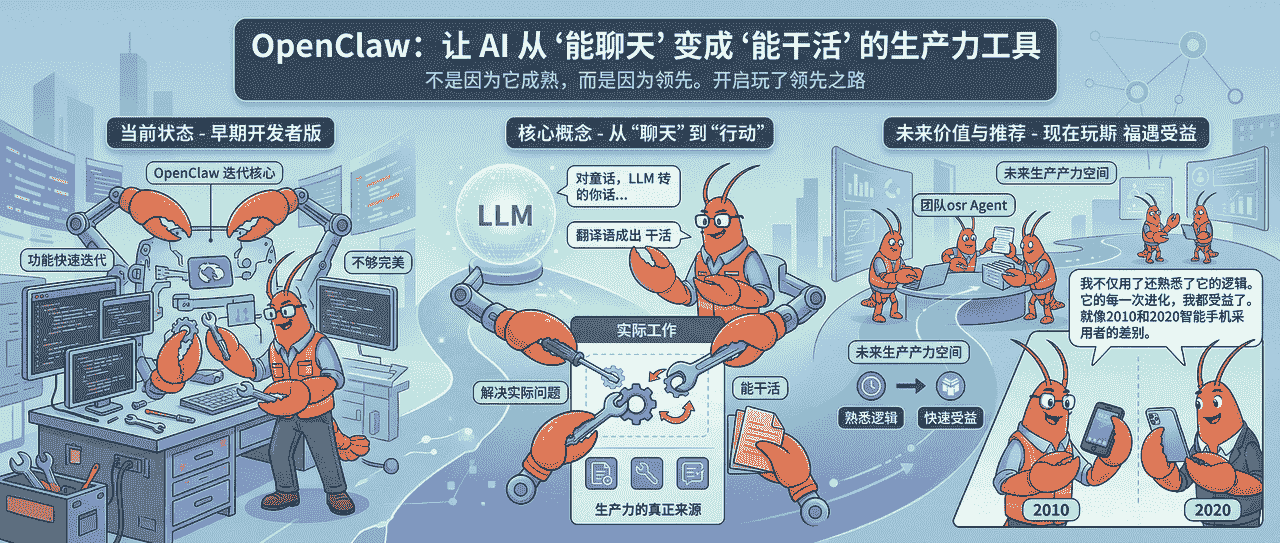 OpenClaw：让 AI 从 ‘能聊天’ 变成 ‘能干活’ 的生产力工具
不是因为它成熟，而是因为领先。开启玩了领先之路
当前状态 - 早期开发者版
OpenClaw 迭代核心
功能快速迭代
不够完美
核心概念 - 从 “聊天” 到 “行动”
LLM
对童话，LLM 转
的你话...
翻译语成出 干活
实际工作
解决实际问题
能干活
生产力的真正来源
未来价值与推荐 - 现在玩斯 福遇受益
未来生产产力空间
团队osr Agent
我不仅用了还熟悉了它的逻辑。
它的每一次进化，我都受益了。
就像2010和2020智能手机采
用者的差别。
未来生产产力空间
熟悉逻辑
快速受益
2010
2020